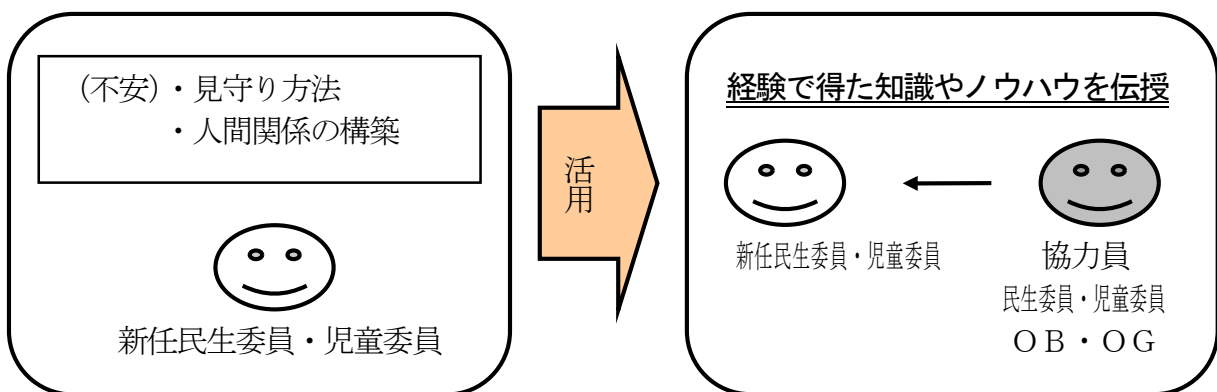 (不安)・見守り方法
・人間関係の構築
新任民生委員・児童委員
活用
経験で得た知識やノウハウを伝授
新任民生委員・児童委員
協力員
民生委員・児童委員
ＯＢ・ＯＧ